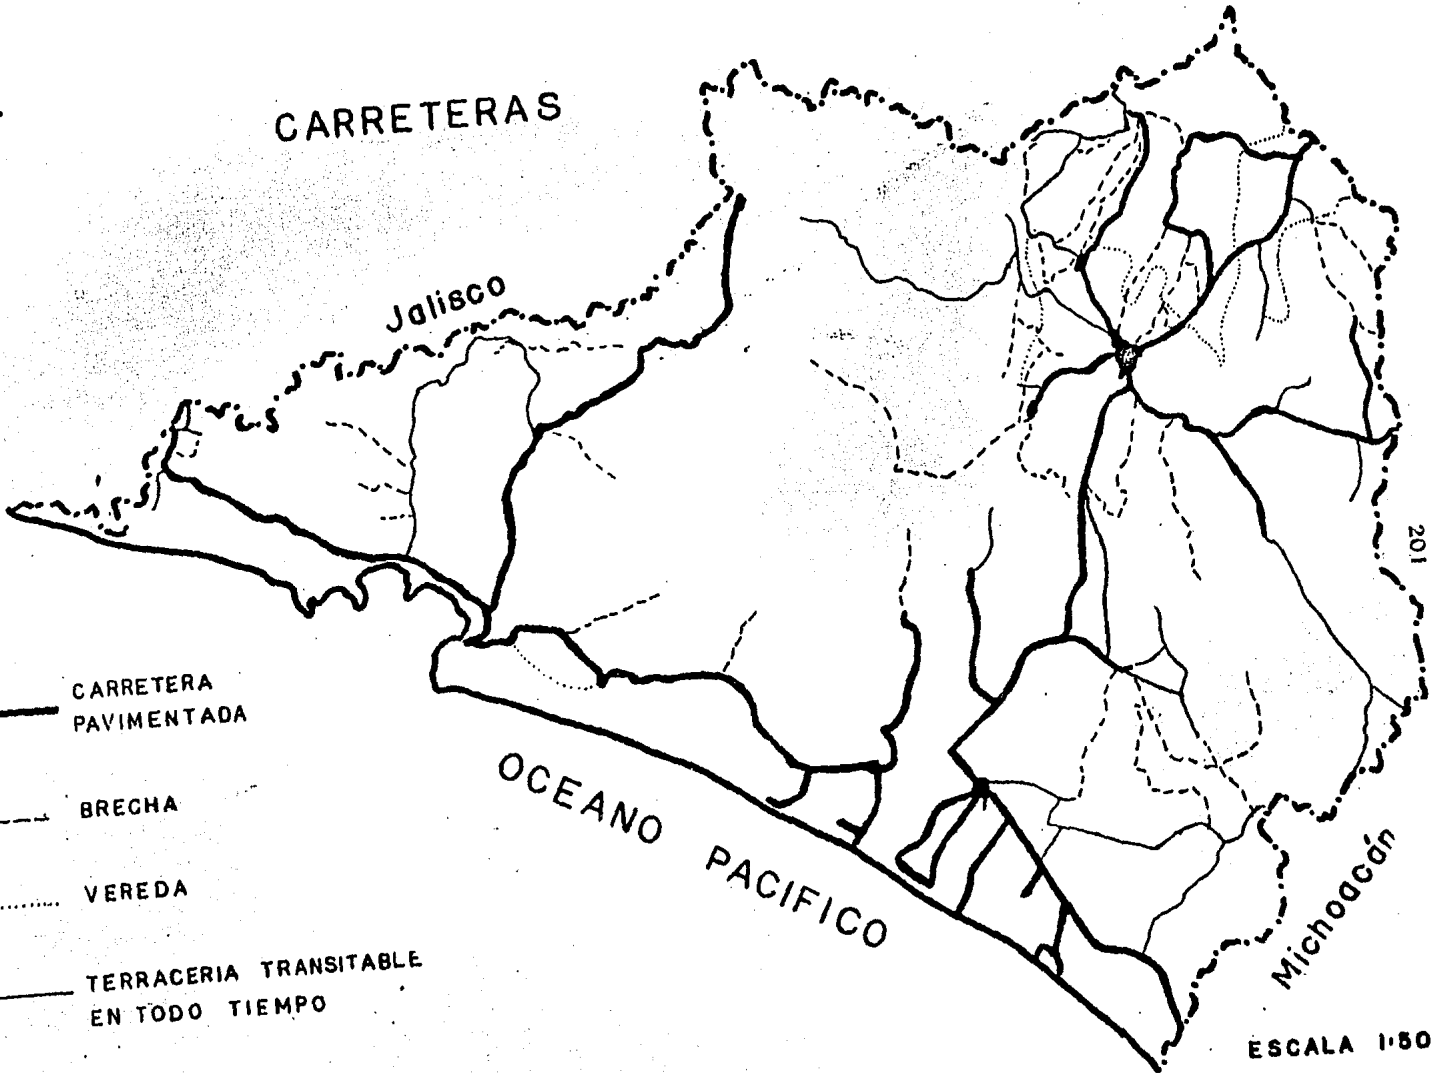 CARRETERAS
Jalisco
201
CARRETERA
PAVIMENTADA
BRECHA
VEREDA
TERRACERIA TRANSITABLE
EN TODO TIEMPO
OCEANO PACIFICO
Michoacán
ESCALA 1:50